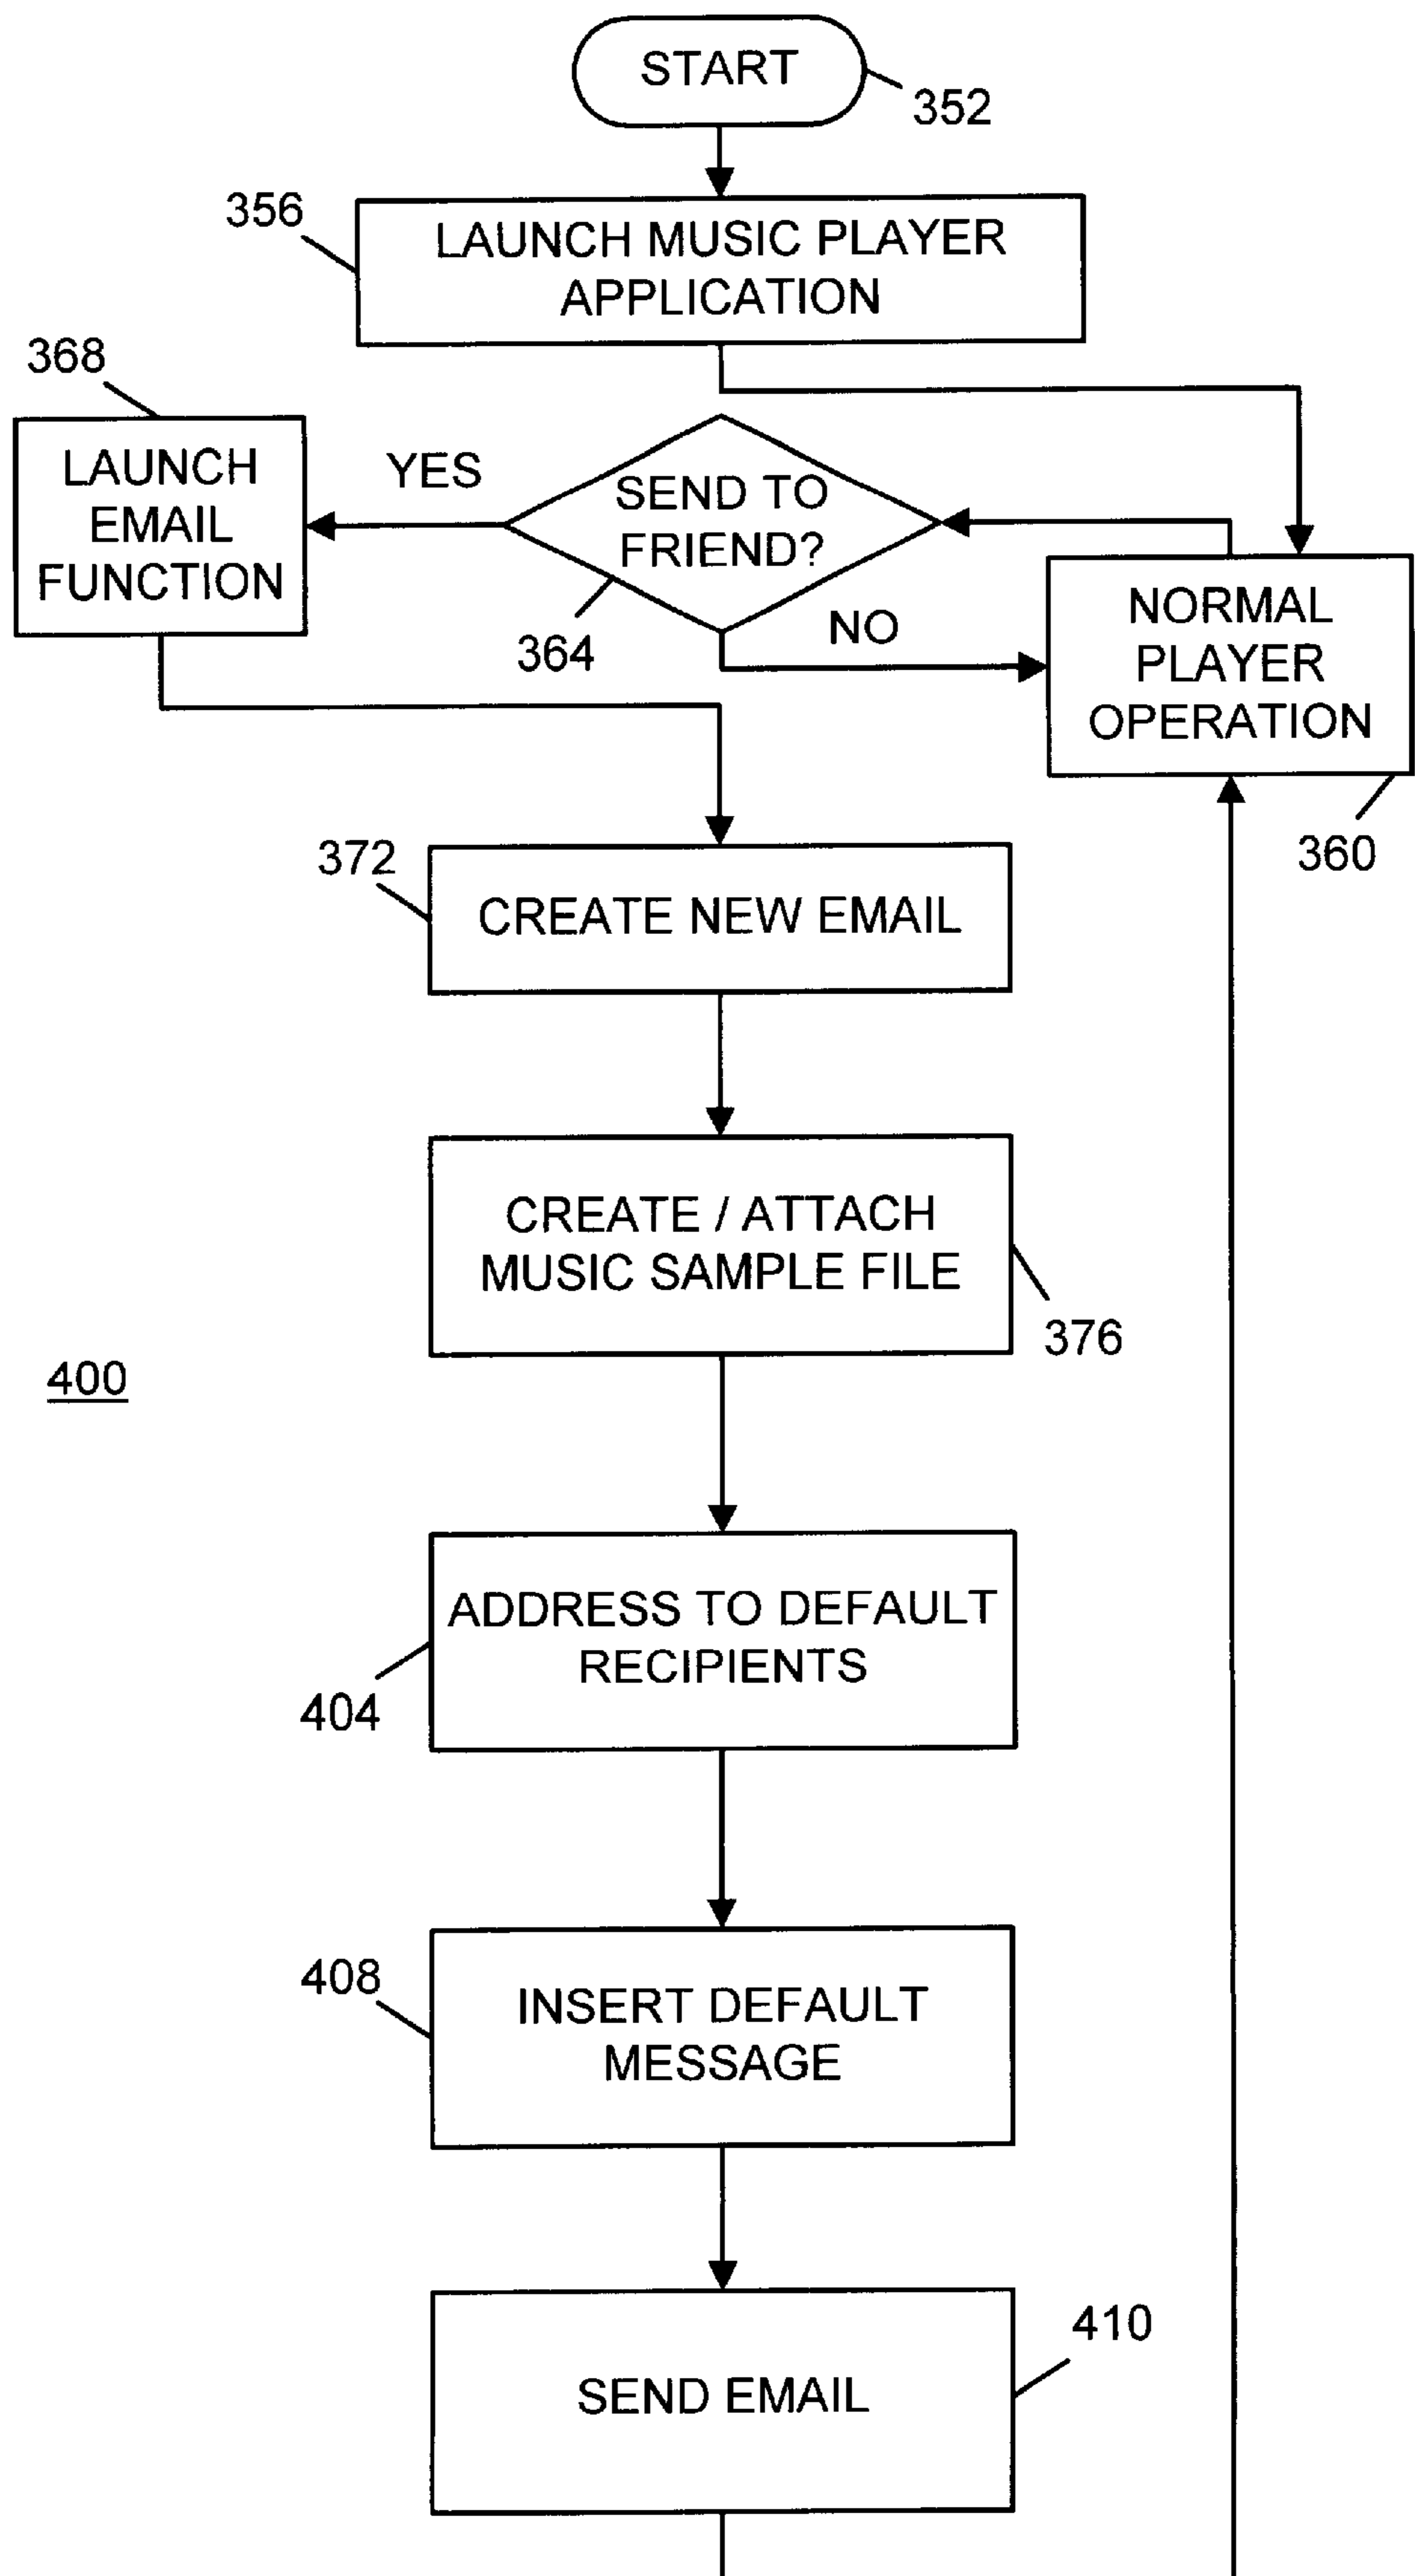 START
352
356
LAUNCH MUSIC PLAYER
APPLICATION
368
LAUNCH
EMAIL
FUNCTION
YES
SEND TO
FRIEND?
364
NO
NORMAL
PLAYER
OPERATION
360
372
CREATE NEW EMAIL
CREATE / ATTACH
MUSIC SAMPLE FILE
376
400
ADDRESS TO DEFAULT
RECIPIENTS
404
408
INSERT DEFAULT
MESSAGE
410
SEND EMAIL